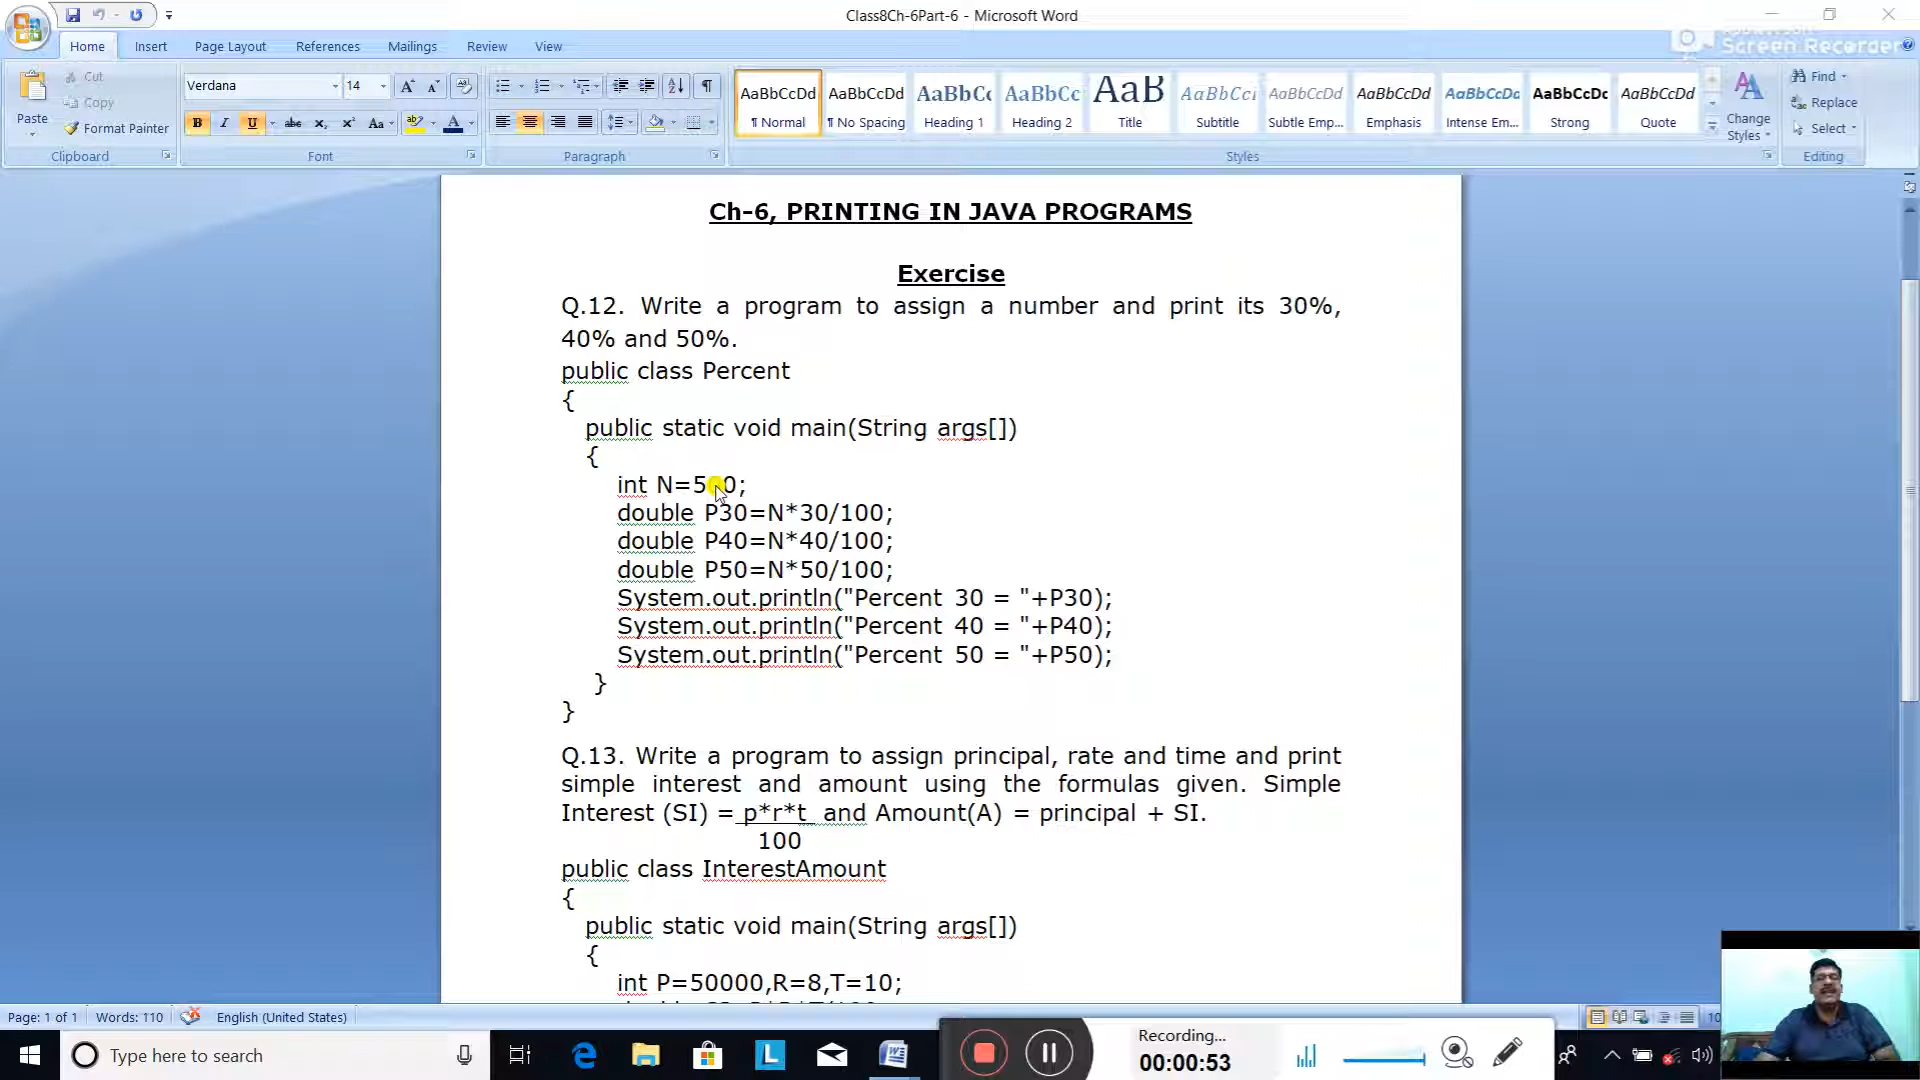 Class8Ch-6Part-6 - Microsoft Word
Screen Recorder
Home Insert Page Layout References Mailings Review View
Paste
Cut
Copy
Format Painter
Clipboard
Verdana 14
Font
Paragraph
AaBbCcDd AaBbCcDd AaBbCc AaBbCc AaB AaBbCcI AaBbCcDd AaBbCcDd AaBbCcDc AaBbCcDc AaBbCcDd
¶ Normal ¶ No Spacing Heading 1 Heading 2 Title Subtitle Subtle Emp... Emphasis Intense Em... Strong Quote
Styles
Change Styles
Find
Replace
Select
Editing
Ch-6, PRINTING IN JAVA PROGRAMS
Exercise
Q.12. Write a program to assign a number and print its 30%,
40% and 50%.
public class Percent
{
public static void main(String args[])
{
int N=500;
double P30=N*30/100;
double P40=N*40/100;
double P50=N*50/100;
System.out.println("Percent 30 = "+P30);
System.out.println("Percent 40 = "+P40);
System.out.println("Percent 50 = "+P50);
}
}
Q.13. Write a program to assign principal, rate and time and print
simple interest and amount using the formulas given. Simple
Interest (SI) = p*r*t and Amount(A) = principal + SI.
100
public class InterestAmount
{
public static void main(String args[])
{
int P=50000,R=8,T=10;
Page: 1 of 1 Words: 110 English (United States)
Type here to search
Recording...
00:00:53